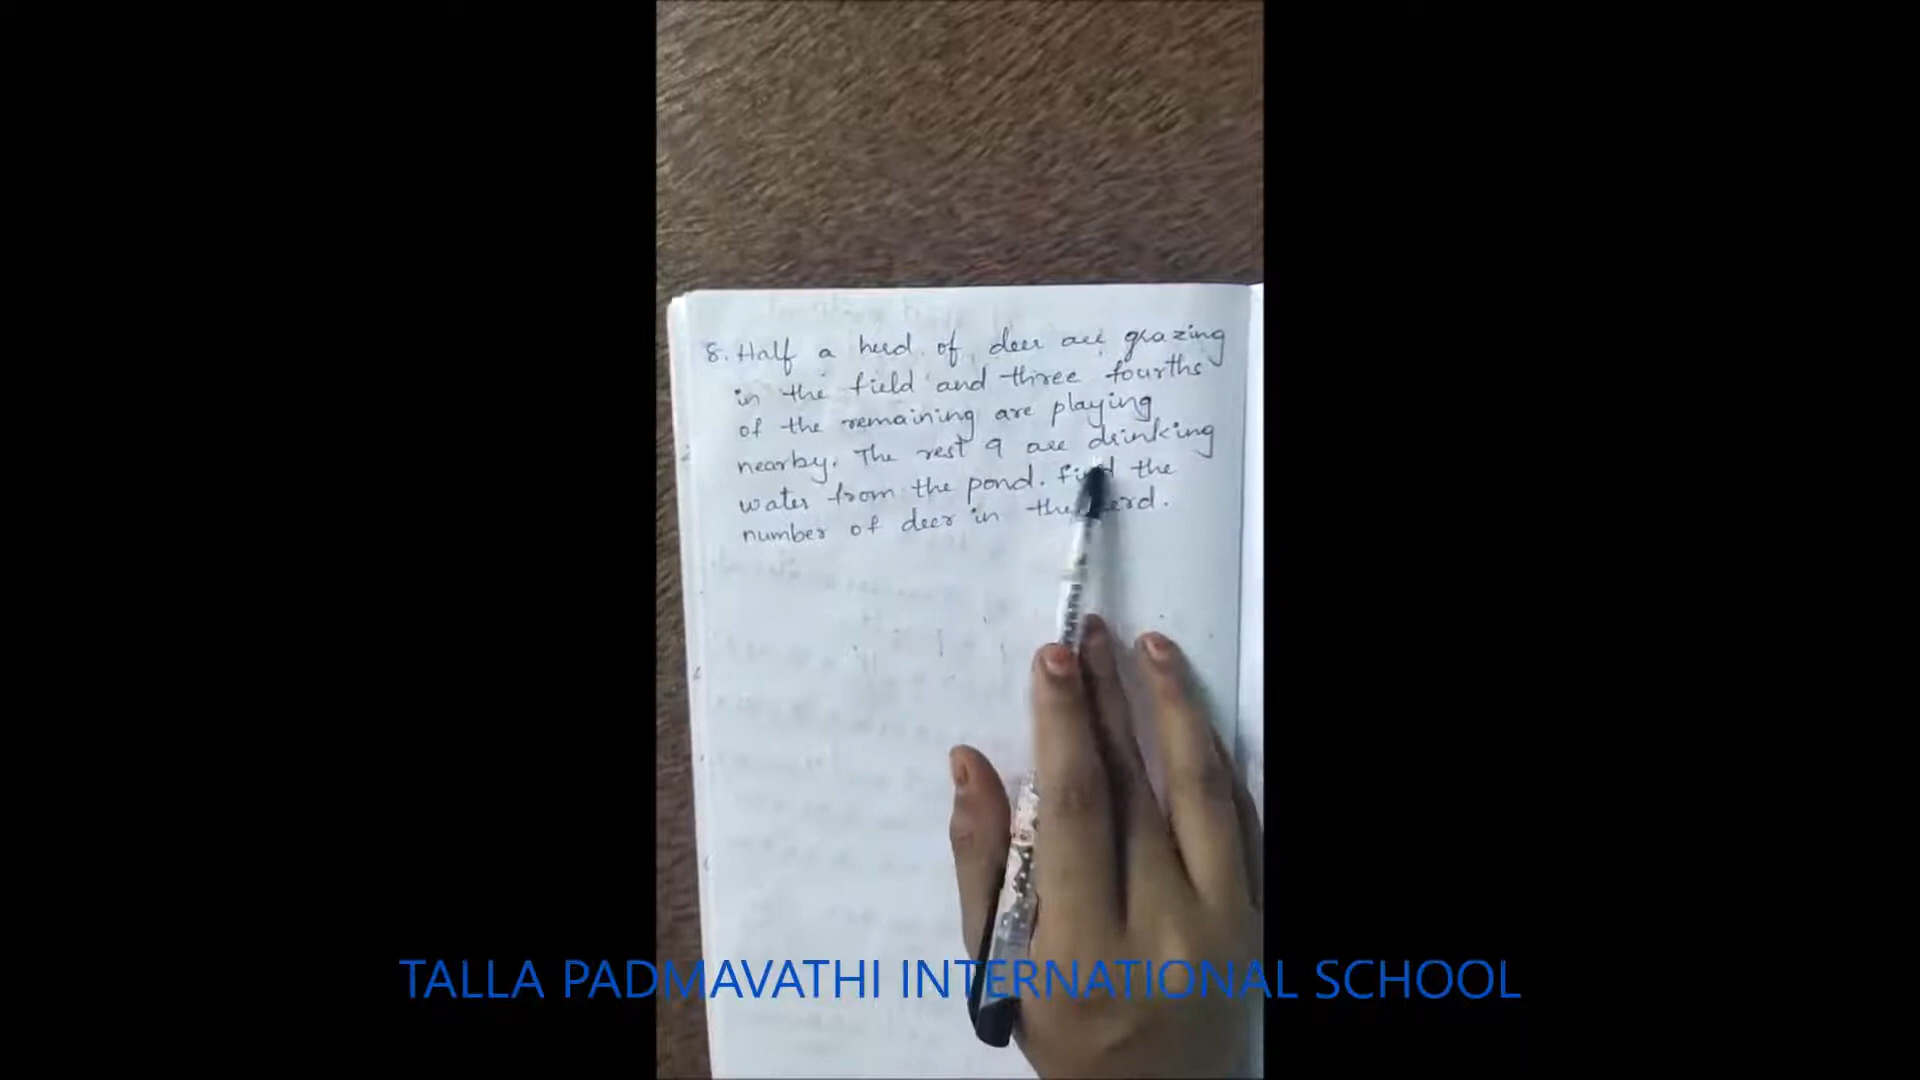 8. Half a herd of deer are grazing
in the field and three fourths
of the remaining are playing
nearby. The rest 9 are drinking
water from the pond. Find the
number of deer in the herd.
TALLA PADMAVATHI INTERNATIONAL SCHOOL